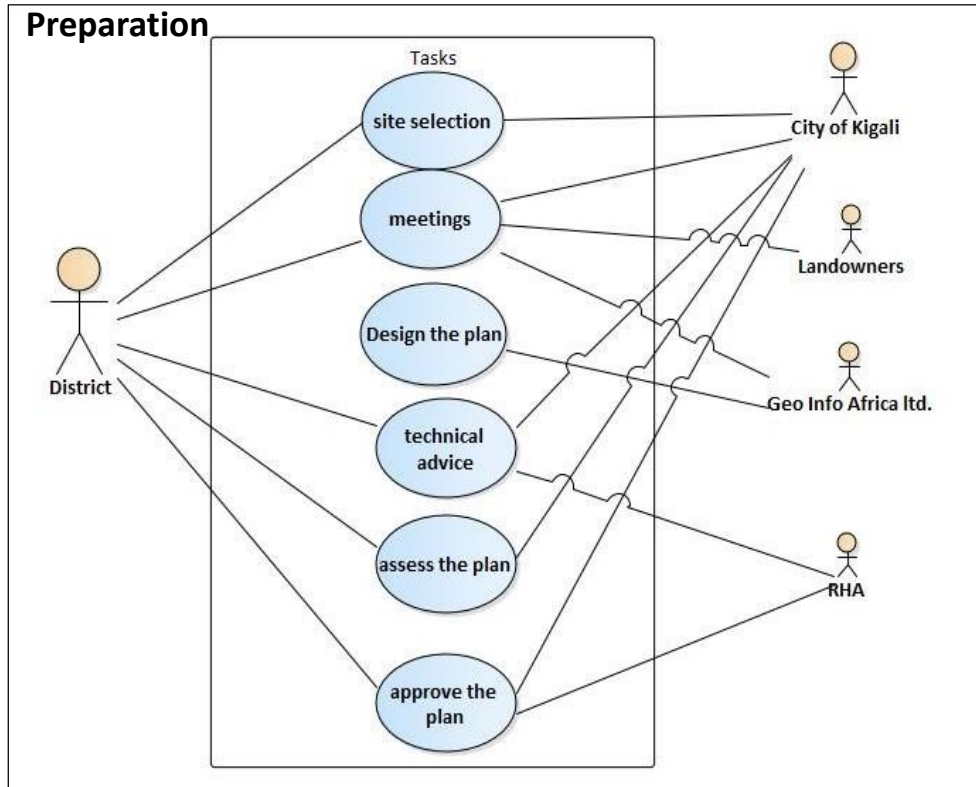 Preparation
Tasks
site selection
City of Kigali
meetings
Landowners
Design the plan
District
Geo Info Africa ltd.
technical
advice
assess the plan
RHA
approve the
plan